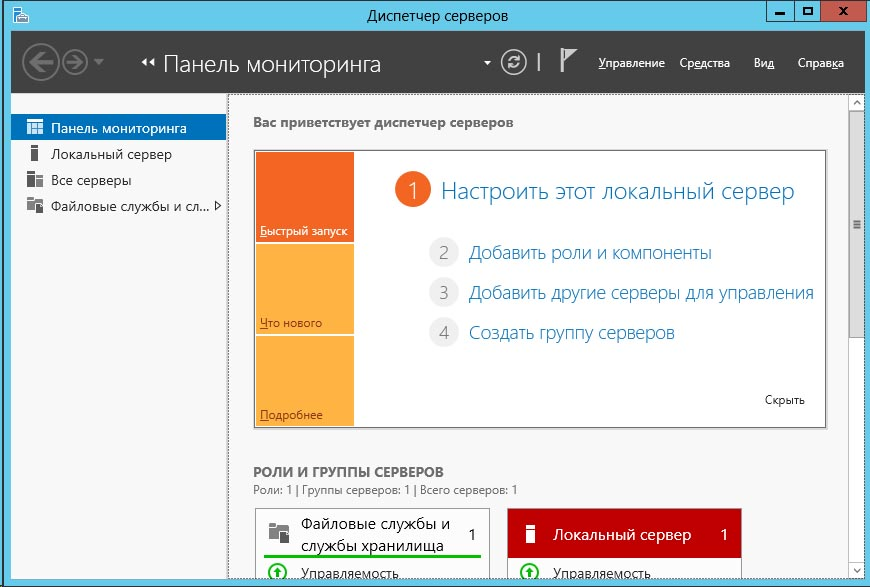 Диспетчер серверов
Панель мониторинга
Управление Средства Вид Справка
Панель мониторинга
Локальный сервер
Все серверы
Файловые службы и сл...
Вас приветствует диспетчер серверов
Быстрый запуск
Что нового
Подробнее
1 Настроить этот локальный сервер
2 Добавить роли и компоненты
3 Добавить другие серверы для управления
4 Создать группу серверов
Скрыть
РОЛИ И ГРУППЫ СЕРВЕРОВ
Роли: 1 | Группы серверов: 1 | Всего серверов: 1
Файловые службы и
службы хранилища
1
Управляемость
Локальный сервер 1
Управляемость